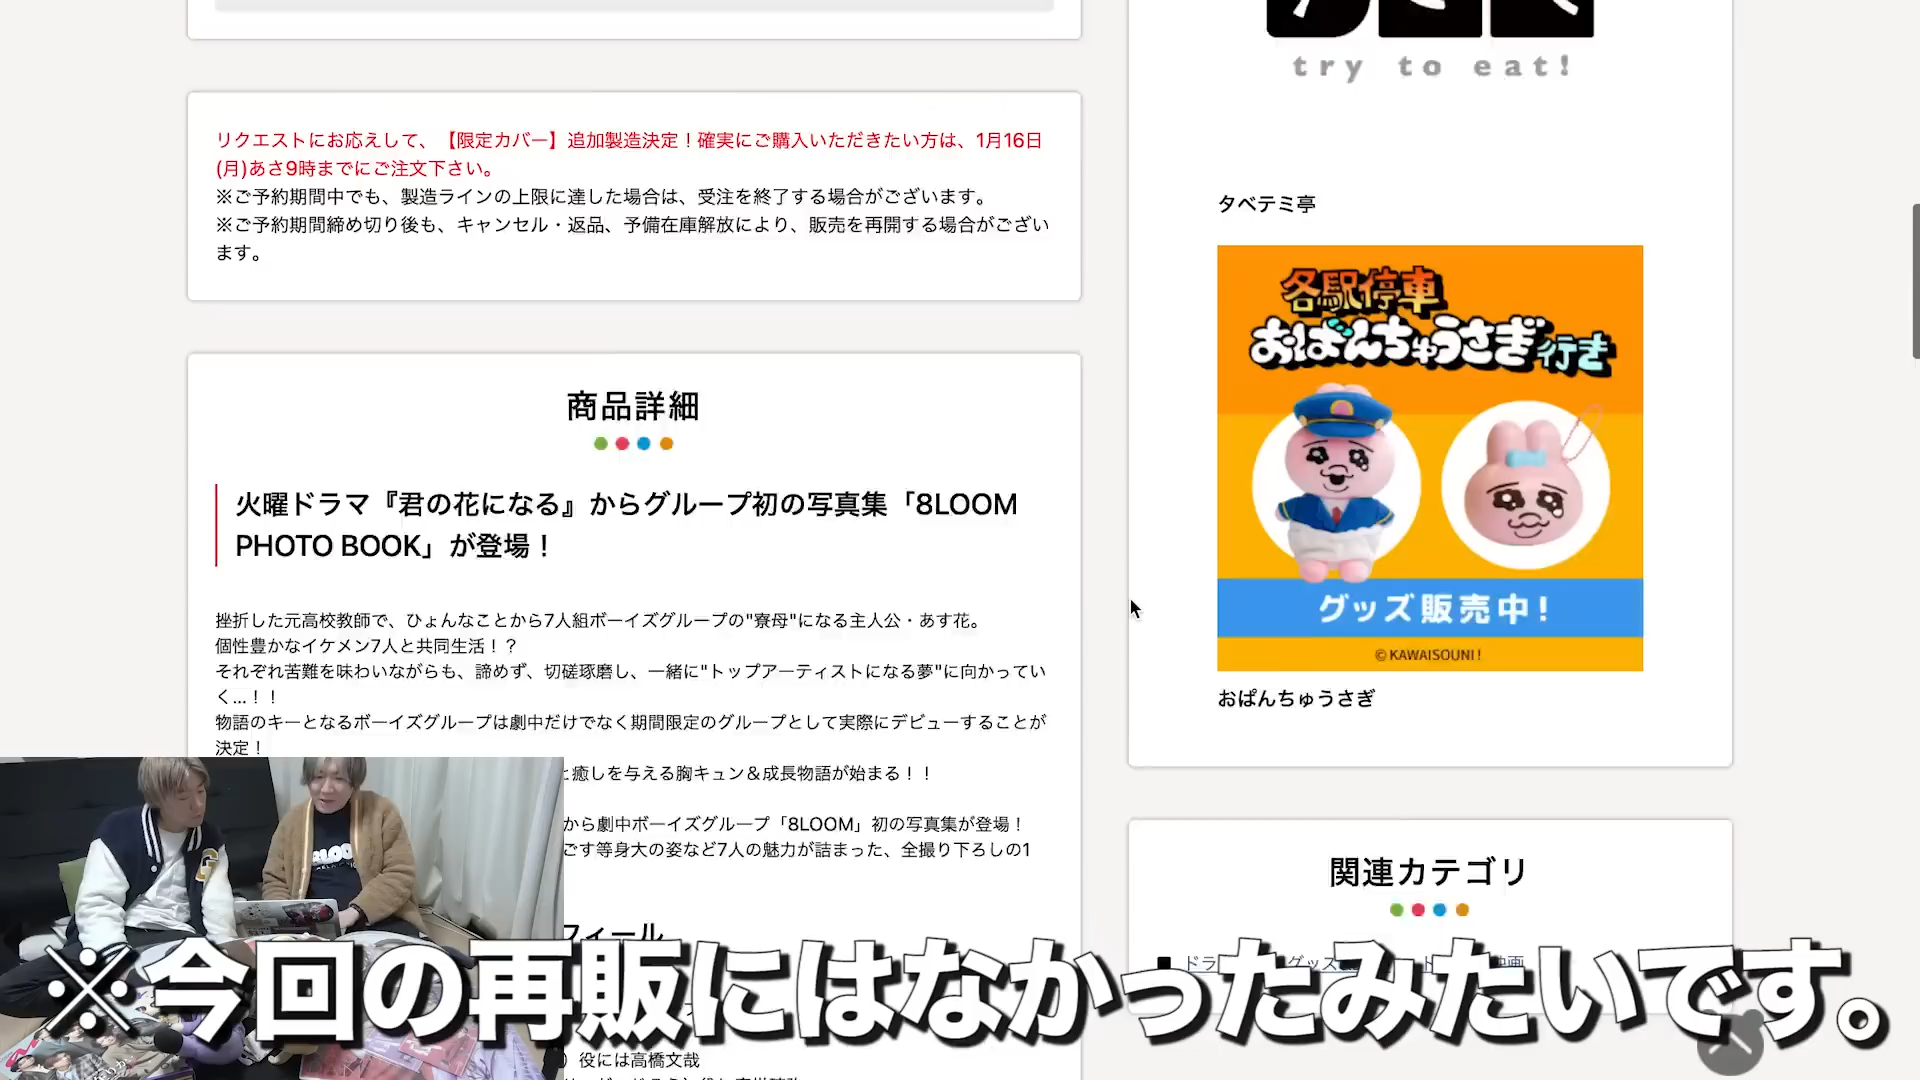 try to eat!
リクエストにお応えして、【限定カバー】追加製造決定！確実にご購入いただきたい方は、1月16日
(月)あさ9時までにご注文下さい。
※ご予約期間中でも、製造ラインの上限に達した場合は、受注を終了する場合がございます。
※ご予約期間締め切り後も、キャンセル・返品、予備在庫解放により、販売を再開する場合がござい
ます。
タベテミ亭
各駅停車
おぱんちゅうさぎ行き
グッズ販売中！
©KAWAISOUNI！
おぱんちゅうさぎ
商品詳細
火曜ドラマ『君の花になる』からグループ初の写真集「8LOOM
PHOTO BOOK」が登場！
挫折した元高校教師で、ひょんなことから7人組ボーイズグループの"寮母"になる主人公・あす花。
個性豊かなイケメン7人と共同生活！？
それぞれ苦難を味わいながらも、諦めず、切磋琢磨し、一緒に"トップアーティストになる夢"に向かってい
く...！！
物語のキーとなるボーイズグループは劇中だけでなく期間限定のグループとして実際にデビューすることが
決定！
と癒しを与える胸キュン＆成長物語が始まる！！
から劇中ボーイズグループ「8LOOM」初の写真集が登場！
ごす等身大の姿など7人の魅力が詰まった、全撮り下ろしの1
関連カテゴリ
フィール
※今回の再販にはなかったみたいです。
役には高橋文哉